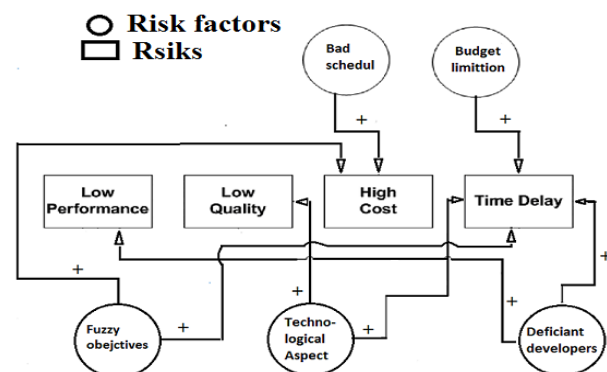 Risk factors
Rsiks
Bad
schedul
Budget
limittion
+
+
Low
Performance
Low
Quality
High
Cost
Time Delay
+
+
+
+
+
+
Fuzzy
obejctives
Techno-
logical
Aspect
Deficiant
developers